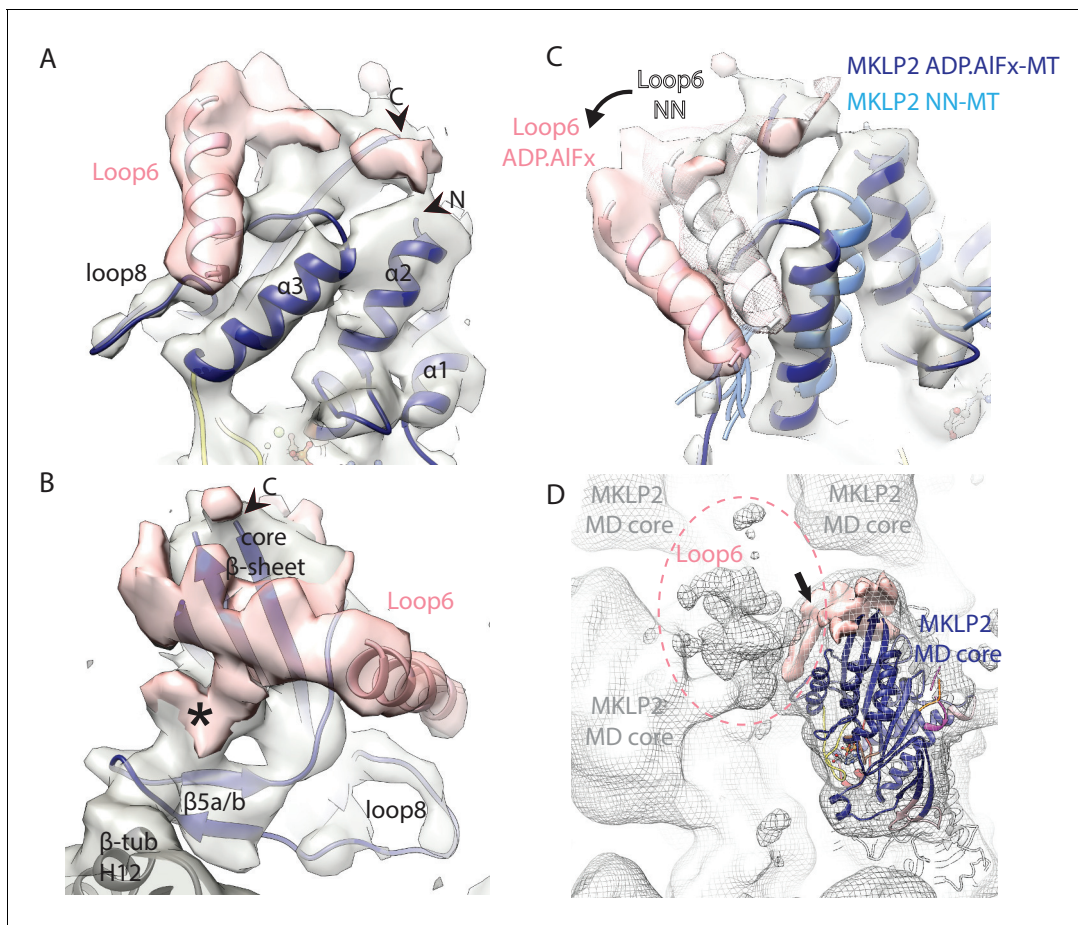 A
C
Loop6
loop8
α3
α2
α1
N
C
Loop6
NN
Loop6
ADP.AlFx
MKLP2 ADP.AlFx-MT
MKLP2 NN-MT
B
C
core
β-sheet
Loop6
*
β5a/b
loop8
β-tub
H12
D
MKLP2
MD core
MKLP2
MD core
Loop6
MKLP2
MD core
MKLP2
MD core